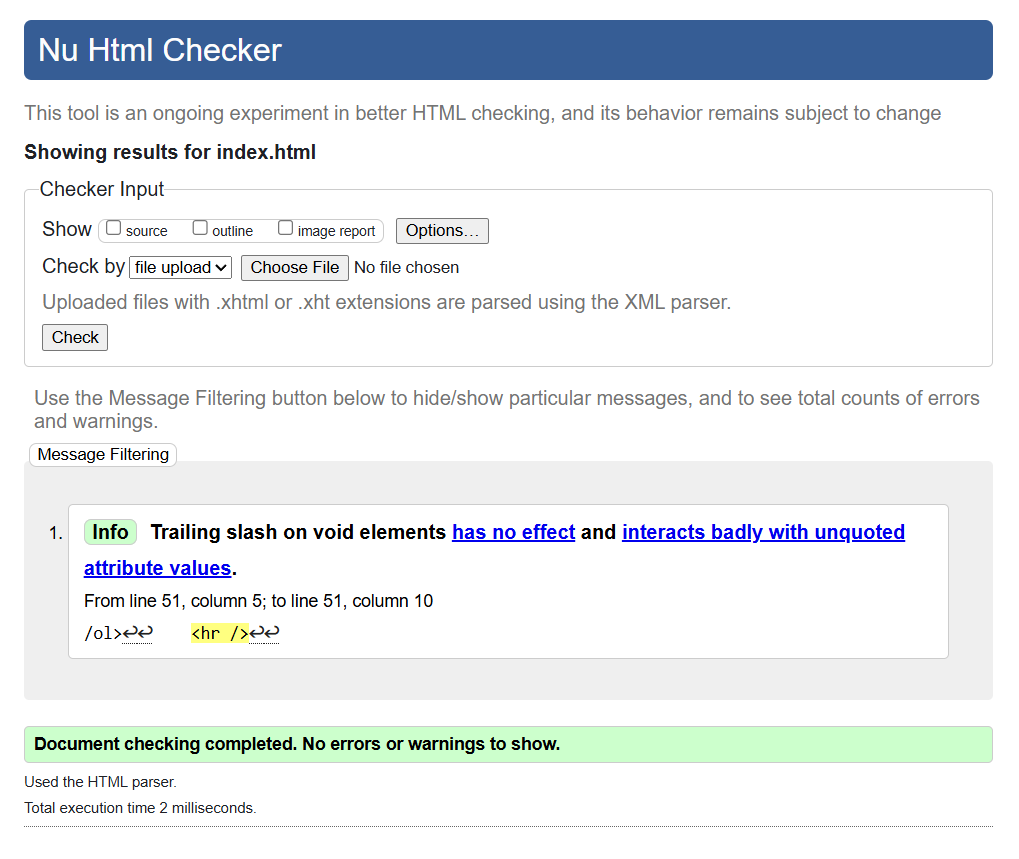 Nu Html Checker
This tool is an ongoing experiment in better HTML checking, and its behavior remains subject to change
Showing results for index.html
Checker Input
Show source outline image report Options...
Check by file upload Choose File No file chosen
Uploaded files with .xhtml or .xht extensions are parsed using the XML parser.
Check
Use the Message Filtering button below to hide/show particular messages, and to see total counts of errors
and warnings.
Message Filtering
1. Info Trailing slash on void elements has no effect and interacts badly with unquoted
attribute values.
From line 51, column 5; to line 51, column 10
/ol>↩↩    <hr />↩↩
Document checking completed. No errors or warnings to show.
Used the HTML parser.
Total execution time 2 milliseconds.